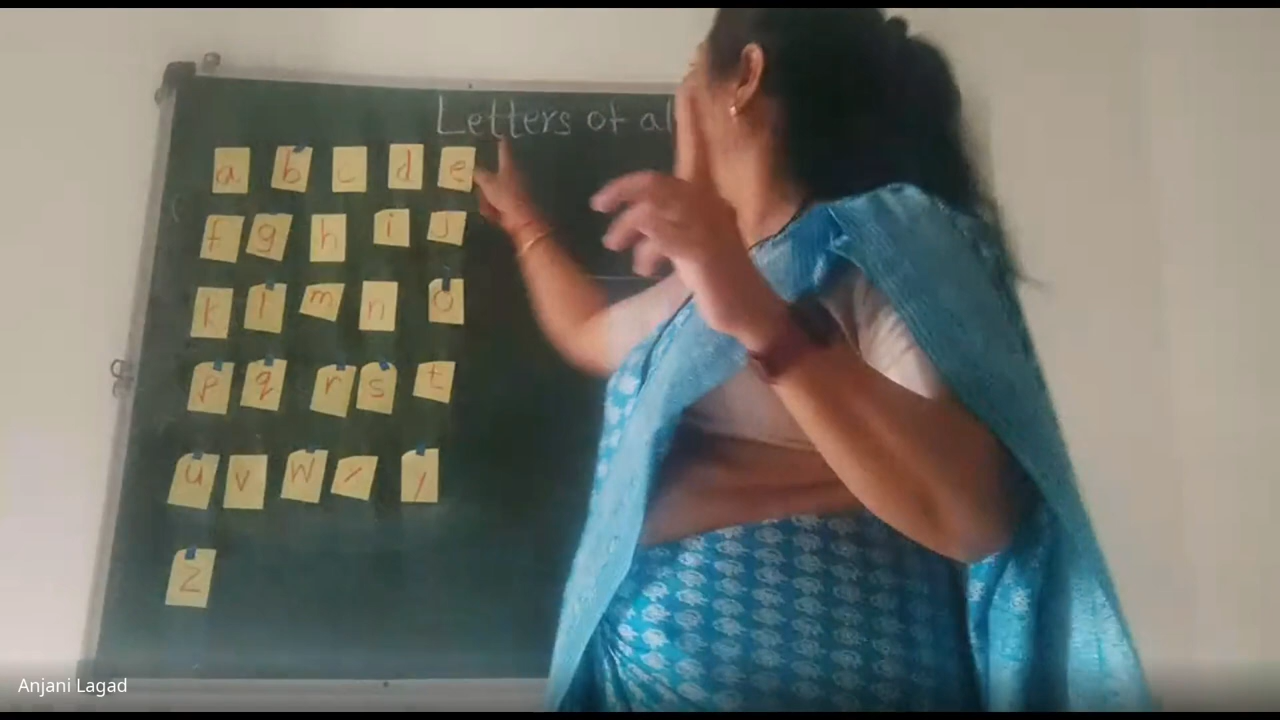 Letters of al
a b c d e
f g h i J
k l m n O
p q r s t
u v w x y
z
Anjani Lagad